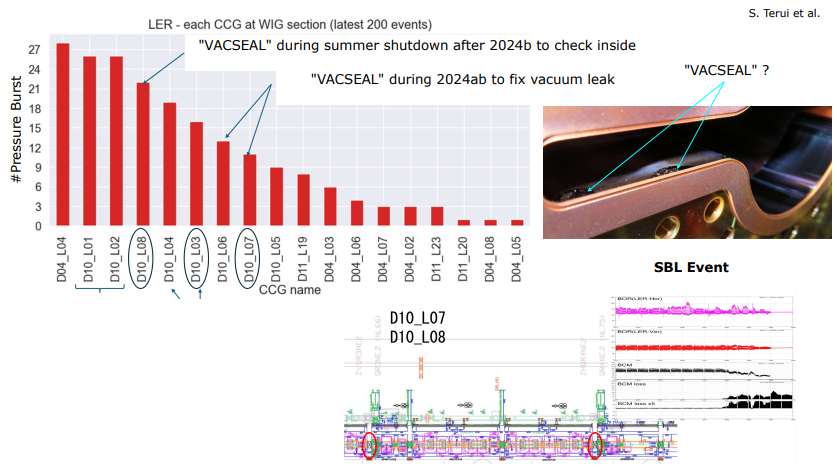 S. Terui et al.
LER - each CCG at WIG section (latest 200 events)
"VACSEAL" during summer shutdown after 2024b to check inside
"VACSEAL" during 2024ab to fix vacuum leak
"VACSEAL" ?
#Pressure Burst
27
24
21
18
15
12
9
6
3
0
D04_L04
D10_L01
D10_L02
D10_L08
D10_L04
D10_L03
D10_L06
D10_L07
D10_L05
D11_L19
D04_L03
D04_L06
D04_L07
D04_L02
D11_L23
D11_L20
D04_L08
D04_L05
CCG name
SBL Event
D10_L07
D10_L08
BOR(LER-Hor)
BOR(LER-Ver)
BCM
BCM loss